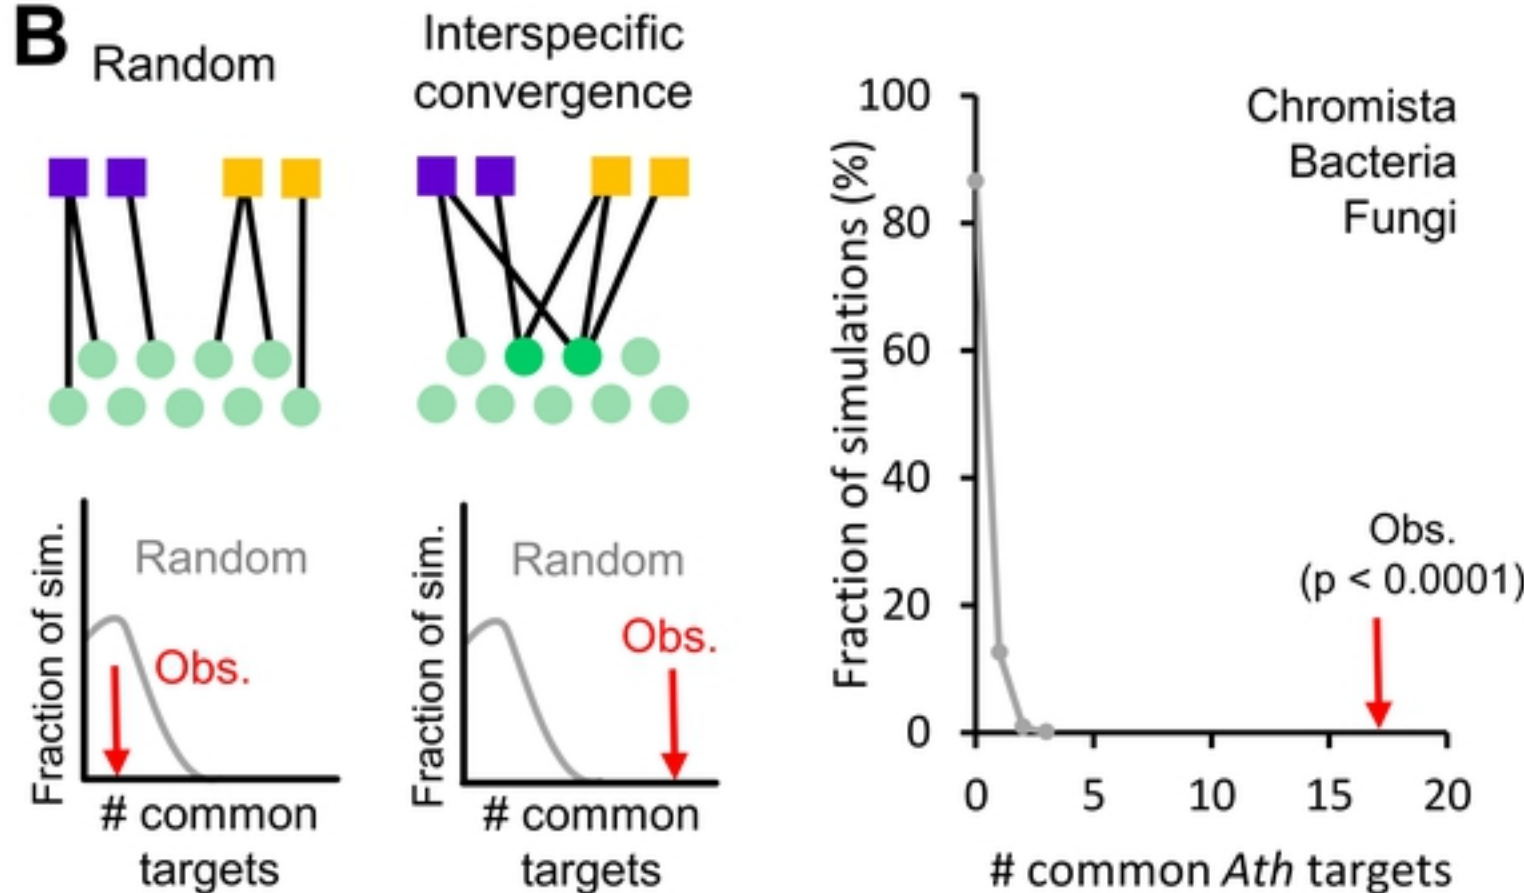 B
Random
Interspecific
convergence
Fraction of sim.
Random
Obs.
# common
targets
Fraction of sim.
Random
Obs.
# common
targets
Fraction of simulations (%)
100
80
60
40
20
0
Chromista
Bacteria
Fungi
Obs.
(p < 0.0001)
0 5 10 15 20
# common Ath targets